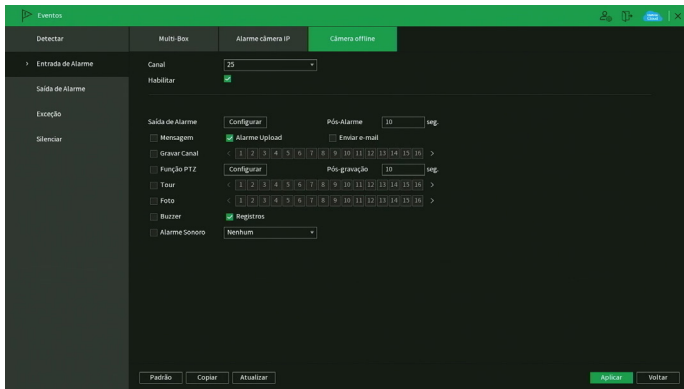 Eventos
Detectar
Multi-Box
Alarme câmera IP
Câmera offline
Entrada de Alarme
Canal
25
Habilitar
Saída de Alarme
Saída de Alarme
Configurar
Pós-Alarme
10
seg.
Exceção
Mensagem
Alarme Upload
Enviar e-mail
Silenciar
Gravar Canal
< 1 2 3 4 5 6 7 8 9 10 11 12 13 14 15 16 >
Função PTZ
Configurar
Pós-gravação
10
seg.
Tour
< 1 2 3 4 5 6 7 8 9 10 11 12 13 14 15 16 >
Foto
< 1 2 3 4 5 6 7 8 9 10 11 12 13 14 15 16 >
Buzzer
Registros
Alarme Sonoro
Nenhum
Padrão
Copiar
Atualizar
Aplicar
Voltar